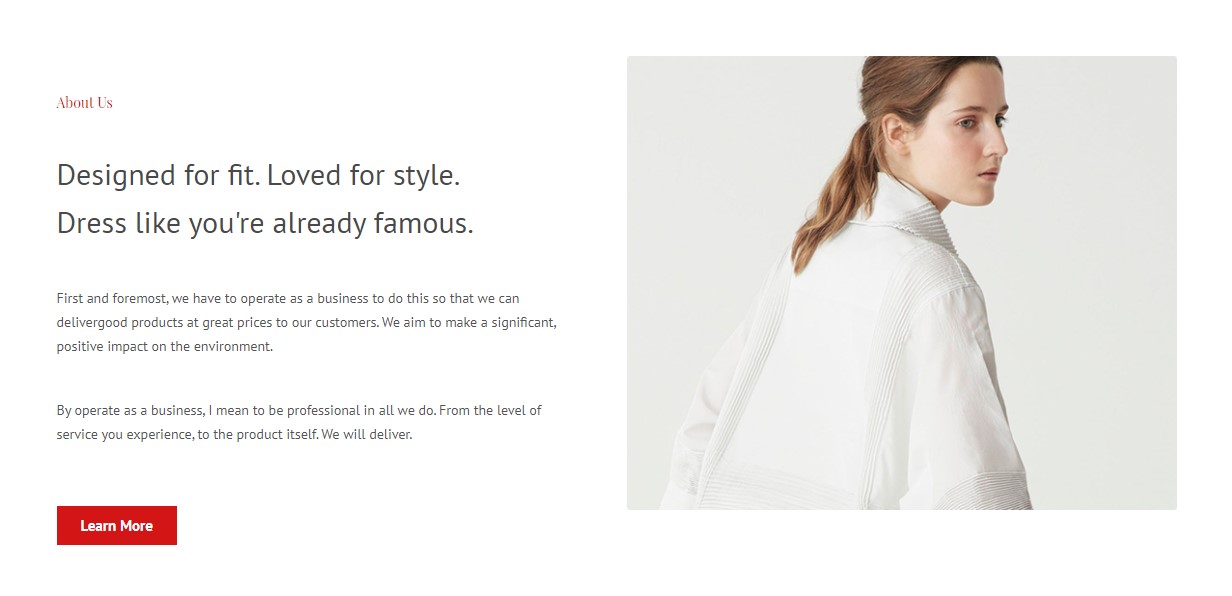 About Us
Designed for fit. Loved for style.
Dress like you're already famous.
First and foremost, we have to operate as a business to do this so that we can
delivergood products at great prices to our customers. We aim to make a significant,
positive impact on the environment.
By operate as a business, I mean to be professional in all we do. From the level of
service you experience, to the product itself. We will deliver.
Learn More